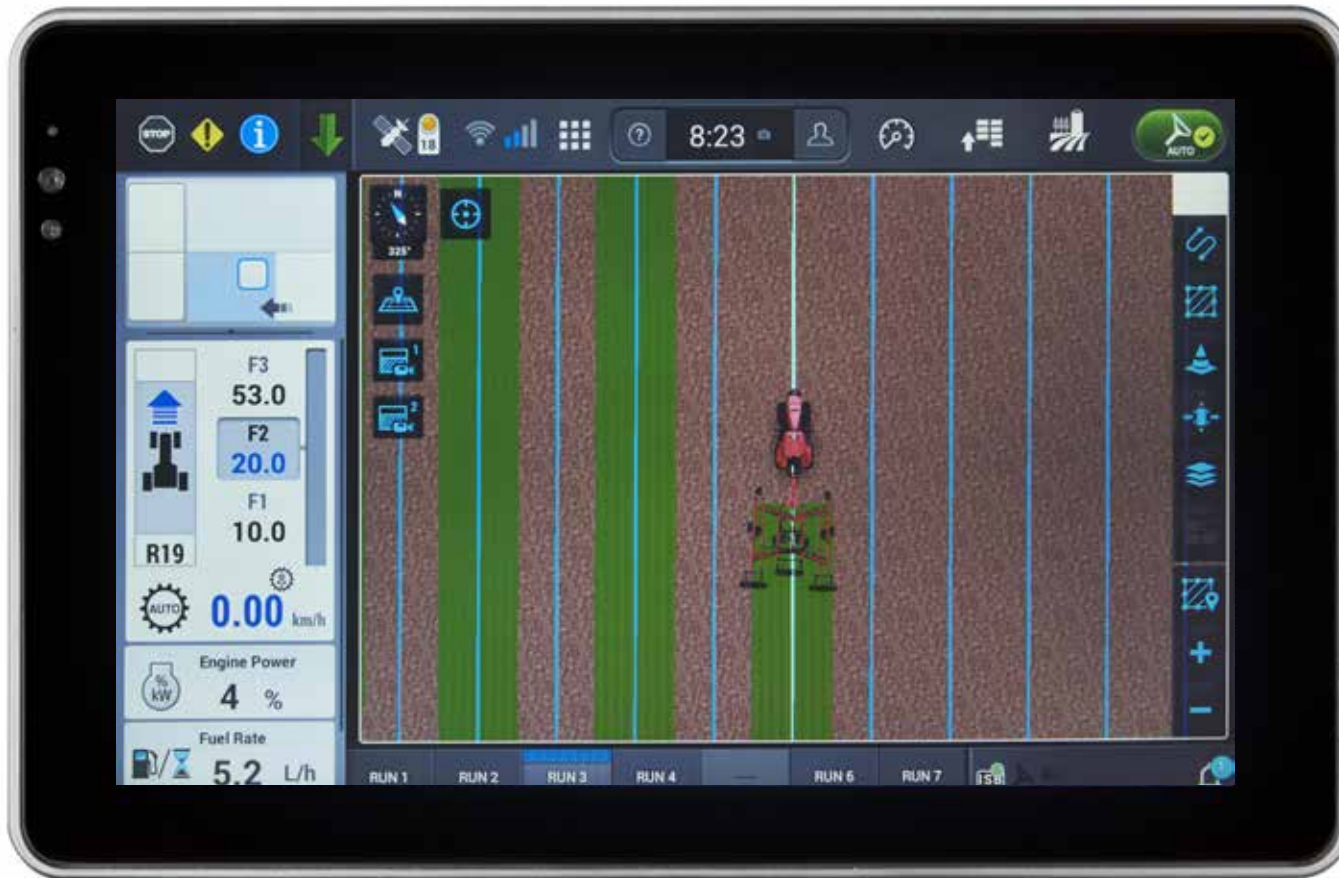 STOP
18
?
8:23
AUTO
N
325°
1
2
F3
53.0
F2
20.0
F1
10.0
R19
AUTO
0.00 km/h
Engine Power
%
kW
4 %
Fuel Rate
5.2 L/h
RUN 1 RUN 2 RUN 3 RUN 4 RUN 6 RUN 7 ISB